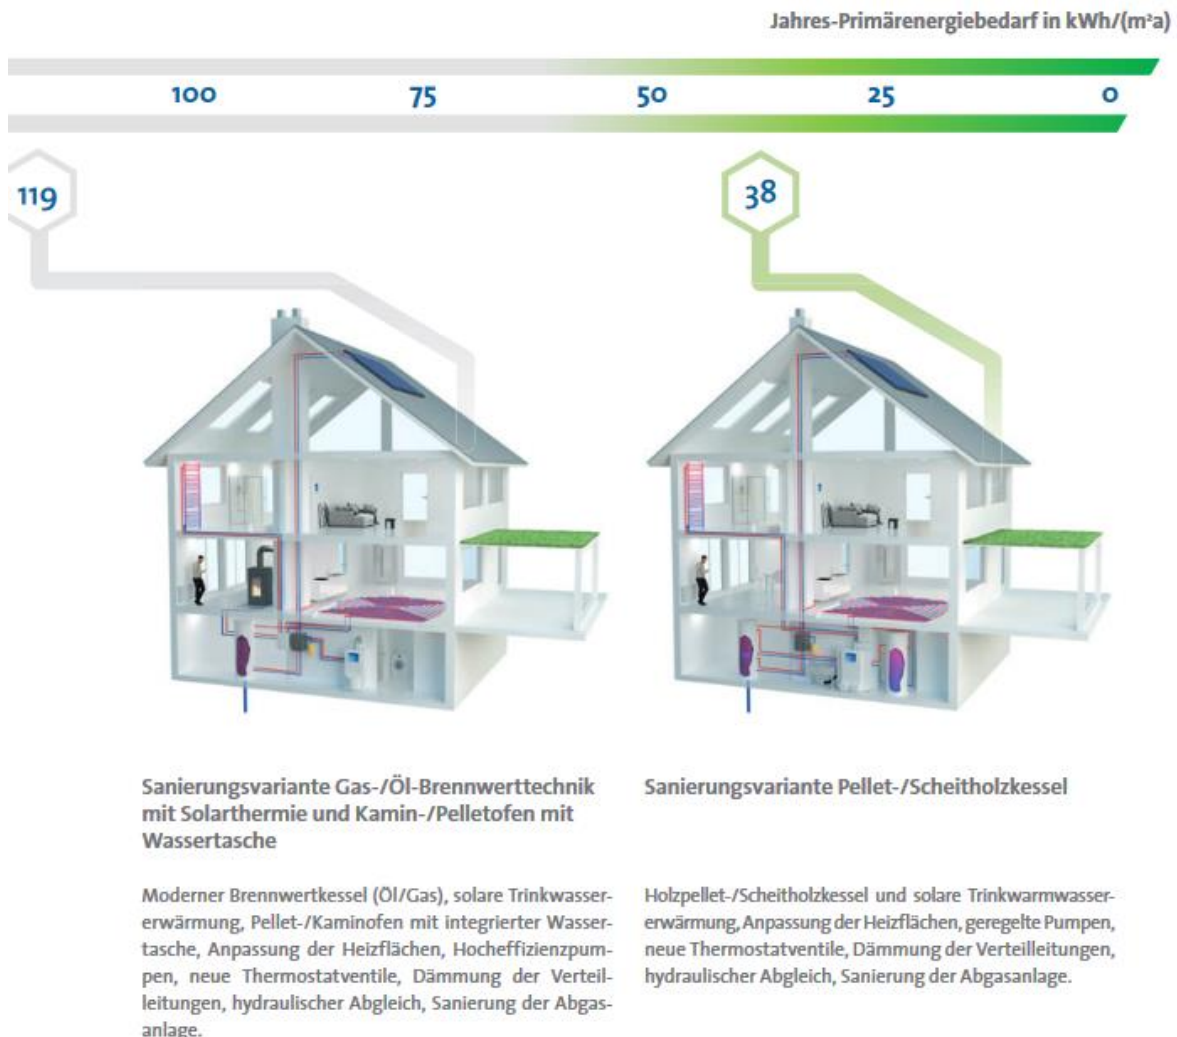 Jahres-Primärenergiebedarf in kWh/(m²a)
100 75 50 25 0
119
38
Sanierungsvariante Gas-/Öl-Brennwerttechnik
mit Solarthermie und Kamin-/Pelletofen mit
Wassertasche
Moderner Brennwertkessel (Öl/Gas), solare Trinkwasser-
erwärmung, Pellet-/Kaminofen mit integrierter Wasser-
tasche, Anpassung der Heizflächen, Hocheffizienzpum-
pen, neue Thermostatventile, Dämmung der Verteil-
leitungen, hydraulischer Abgleich, Sanierung der Abgas-
anlage.
Sanierungsvariante Pellet-/Scheitholzkessel
Holzpellet-/Scheitholzkessel und solare Trinkwarmwasser-
erwärmung, Anpassung der Heizflächen, geregelte Pumpen,
neue Thermostatventile, Dämmung der Verteilleitungen,
hydraulischer Abgleich, Sanierung der Abgasanlage.